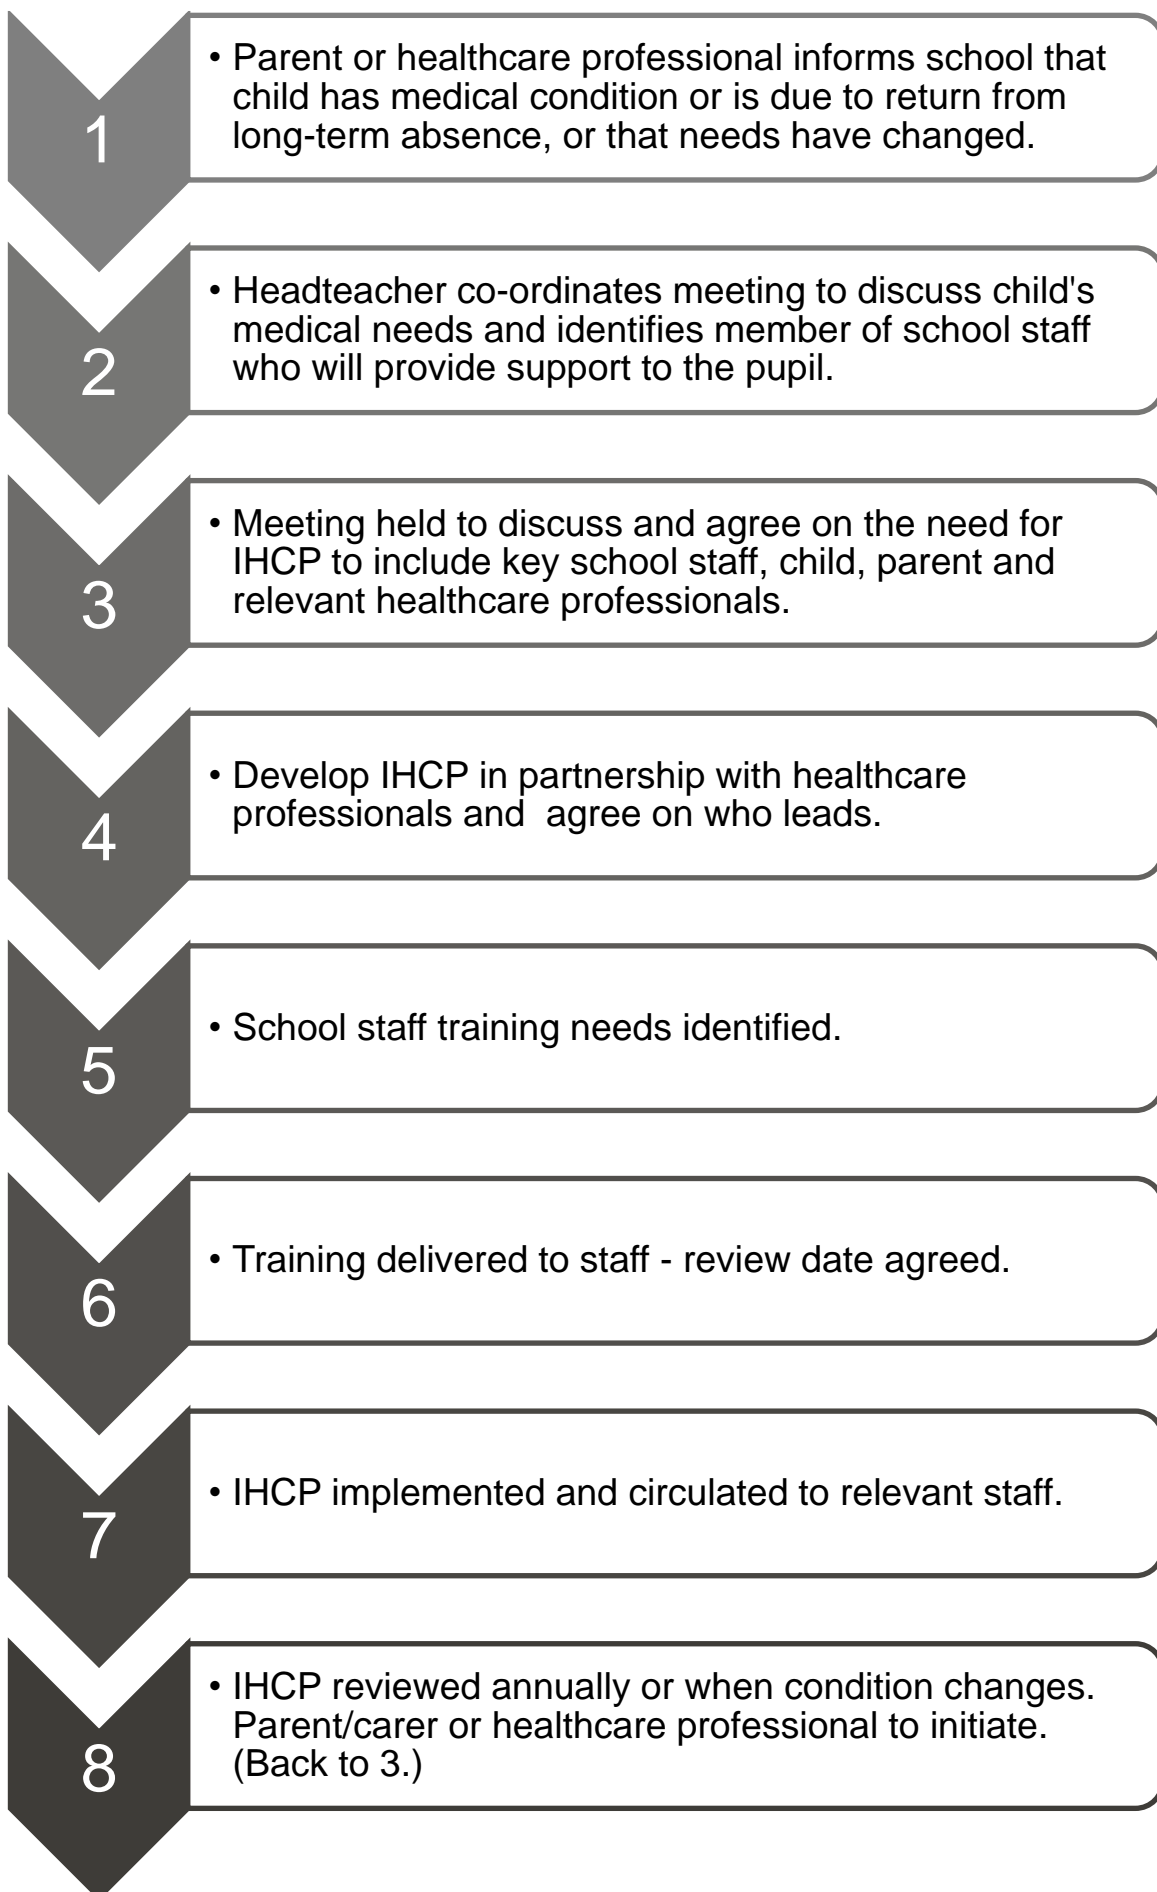 1
• Parent or healthcare professional informs school that
child has medical condition or is due to return from
long-term absence, or that needs have changed.
2
• Headteacher co-ordinates meeting to discuss child's
medical needs and identifies member of school staff
who will provide support to the pupil.
3
• Meeting held to discuss and agree on the need for
IHCP to include key school staff, child, parent and
relevant healthcare professionals.
4
• Develop IHCP in partnership with healthcare
professionals and  agree on who leads.
5
• School staff training needs identified.
6
• Training delivered to staff - review date agreed.
7
• IHCP implemented and circulated to relevant staff.
8
• IHCP reviewed annually or when condition changes.
Parent/carer or healthcare professional to initiate.
(Back to 3.)